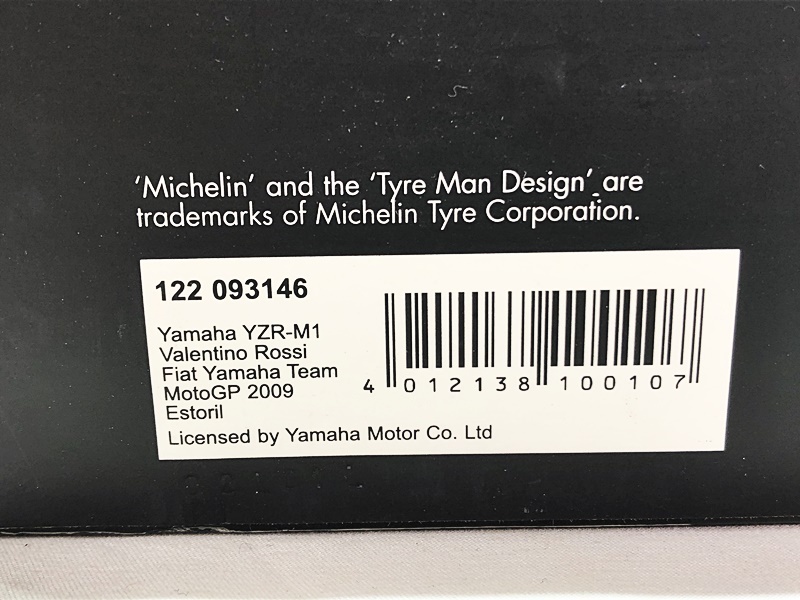 'Michelin' and the 'Tyre Man Design' are
trademarks of Michelin Tyre Corporation.
122 093146
Yamaha YZR-M1
Valentino Rossi
Fiat Yamaha Team
MotoGP 2009
Estoril
Licensed by Yamaha Motor Co. Ltd
4 012138 100107